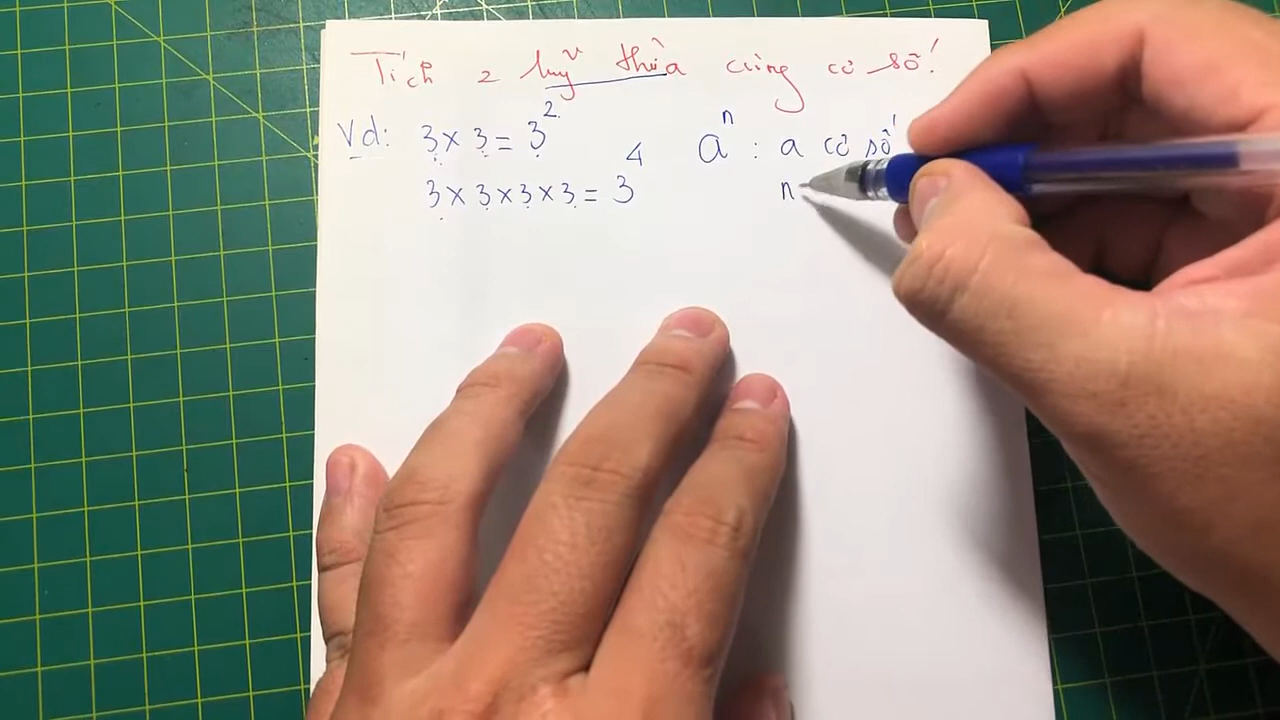 Tích 2 luỹ thừa cùng cơ số
Vd: 3 x 3 = 3² aⁿ : a cơ số
3 x 3 x 3 x 3 = 3⁴ n